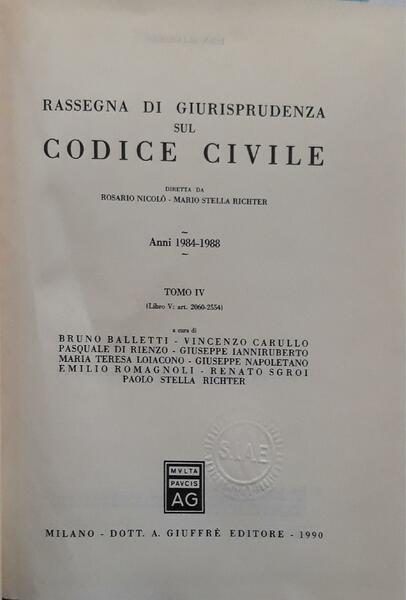 RASSEGNA DI GIURISPRUDENZA
SUL
CODICE CIVILE
DIRETTA DA
ROSARIO NICOLÒ - MARIO STELLA RICHTER
~
Anni 1984-1988
~
TOMO IV
(Libro V: art. 2060-2554)
a cura di
BRUNO BALLETTI - VINCENZO CARULLO
PASQUALE DI RIENZO - GIUSEPPE IANNIRUBERTO
MARIA TERESA LOIACONO - GIUSEPPE NAPOLETANO
EMILIO ROMAGNOLI - RENATO SGROI
PAOLO STELLA RICHTER
S.I.A.E
MVLTA
PAVCIS
AG
MILANO - DOTT. A. GIUFFRÈ EDITORE - 1990